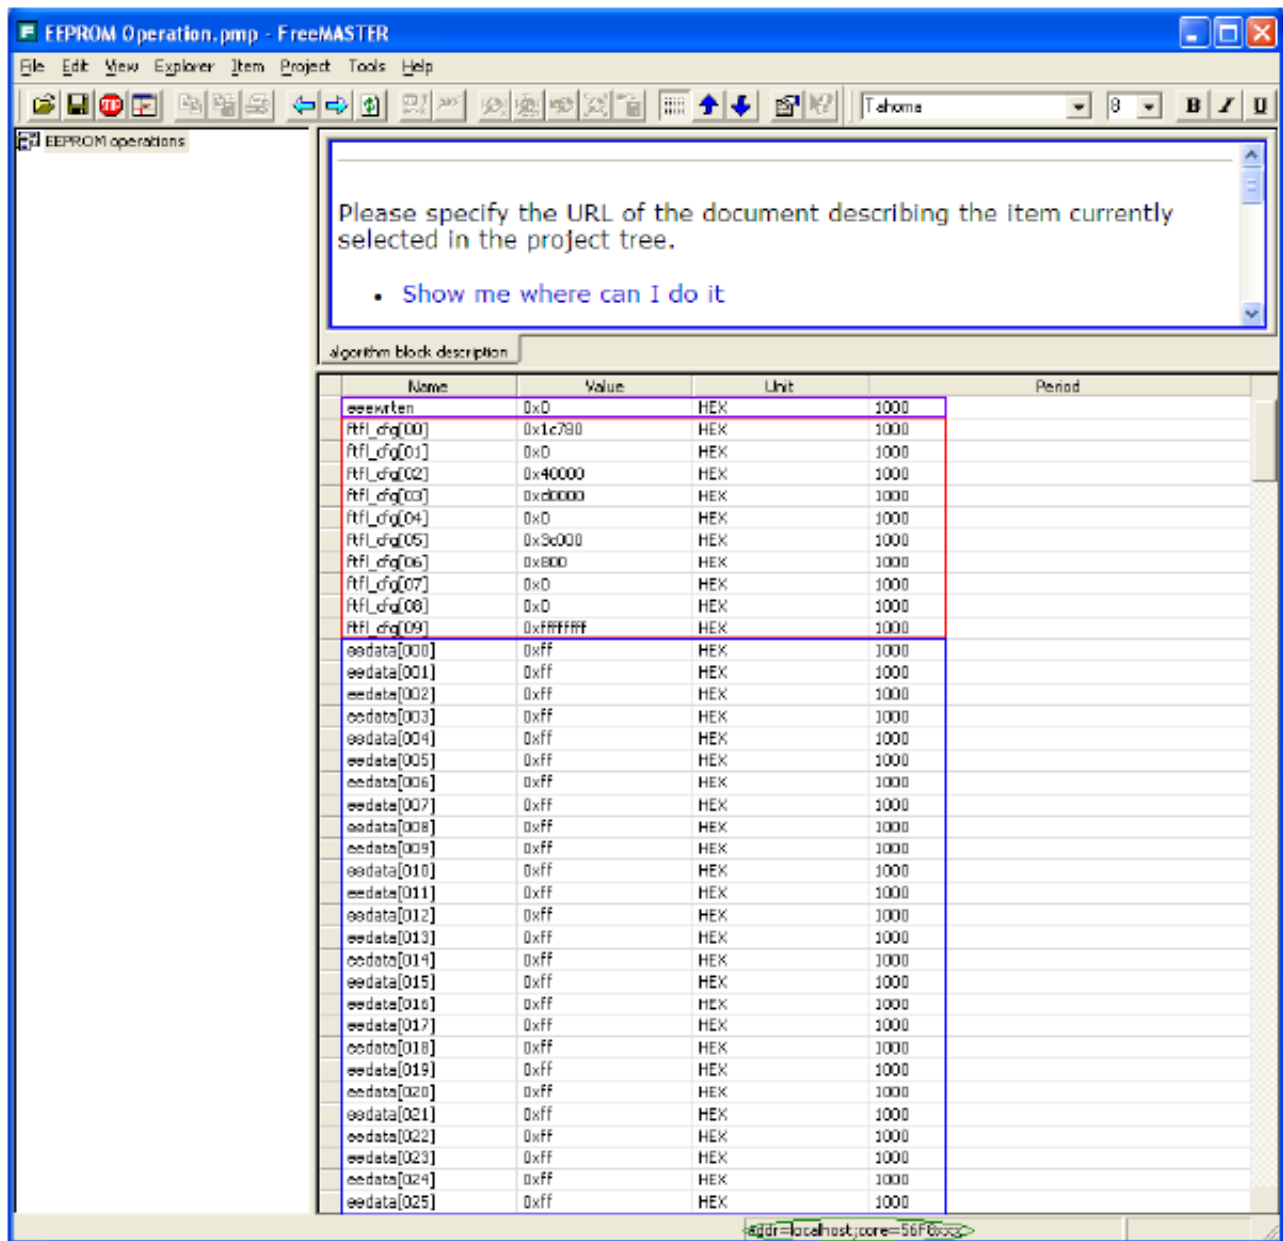 EEPROM Operation.pmp - FreeMASTER
File Edit View Explorer Item Project Tools Help
Tahoma 8 B I U
EEPROM operations
Please specify the URL of the document describing the item currently
selected in the project tree.
• Show me where can I do it
algorithm block description
Name Value Unit Period
eeewrten 0x0 HEX 1000
ftfl_cfg[00] 0x1c780 HEX 1000
ftfl_cfg[01] 0x0 HEX 1000
ftfl_cfg[02] 0x40000 HEX 1000
ftfl_cfg[03] 0xd0000 HEX 1000
ftfl_cfg[04] 0x0 HEX 1000
ftfl_cfg[05] 0x3c000 HEX 1000
ftfl_cfg[06] 0x800 HEX 1000
ftfl_cfg[07] 0x0 HEX 1000
ftfl_cfg[08] 0x0 HEX 1000
ftfl_cfg[09] 0xffffffff HEX 1000
eedata[000] 0xff HEX 1000
eedata[001] 0xff HEX 1000
eedata[002] 0xff HEX 1000
eedata[003] 0xff HEX 1000
eedata[004] 0xff HEX 1000
eedata[005] 0xff HEX 1000
eedata[006] 0xff HEX 1000
eedata[007] 0xff HEX 1000
eedata[008] 0xff HEX 1000
eedata[009] 0xff HEX 1000
eedata[010] 0xff HEX 1000
eedata[011] 0xff HEX 1000
eedata[012] 0xff HEX 1000
eedata[013] 0xff HEX 1000
eedata[014] 0xff HEX 1000
eedata[015] 0xff HEX 1000
eedata[016] 0xff HEX 1000
eedata[017] 0xff HEX 1000
eedata[018] 0xff HEX 1000
eedata[019] 0xff HEX 1000
eedata[020] 0xff HEX 1000
eedata[021] 0xff HEX 1000
eedata[022] 0xff HEX 1000
eedata[023] 0xff HEX 1000
eedata[024] 0xff HEX 1000
eedata[025] 0xff HEX 1000
addr=localhost;core=56F8xxx;